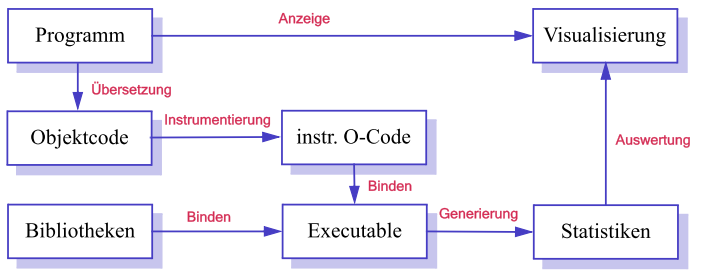 Programm
Anzeige
Visualisierung
Übersetzung
Objektcode
Instrumentierung
instr. O-Code
Auswertung
Binden
Bibliotheken
Binden
Executable
Generierung
Statistiken